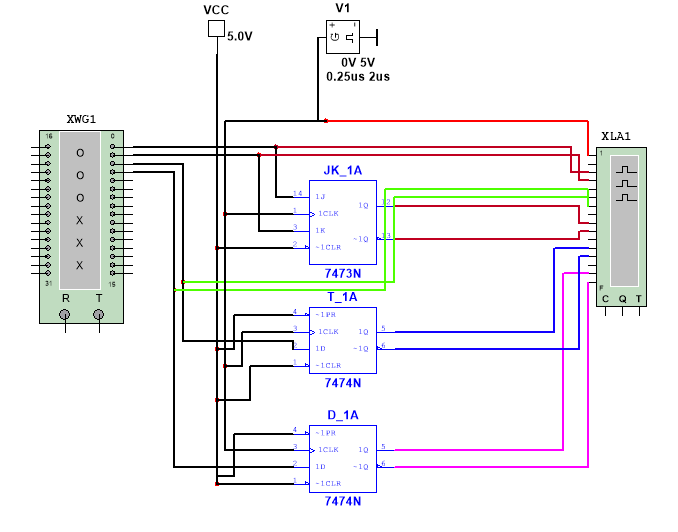 VCC
5.0V
V1
G + -
0V 5V
0.25us 2us
XWG1
16 0
O
O
O
X
X
X
31 15
R T
XLA1
1
F
C Q T
JK_1A
14 1J 1Q 12
1 1CLK
3 1K ~1Q 13
2 ~1CLR
7473N
T_1A
4 ~1PR
3 1CLK 1Q 5
2 1D ~1Q 6
1 ~1CLR
7474N
D_1A
4 ~1PR
3 1CLK 1Q 5
2 1D ~1Q 6
1 ~1CLR
7474N